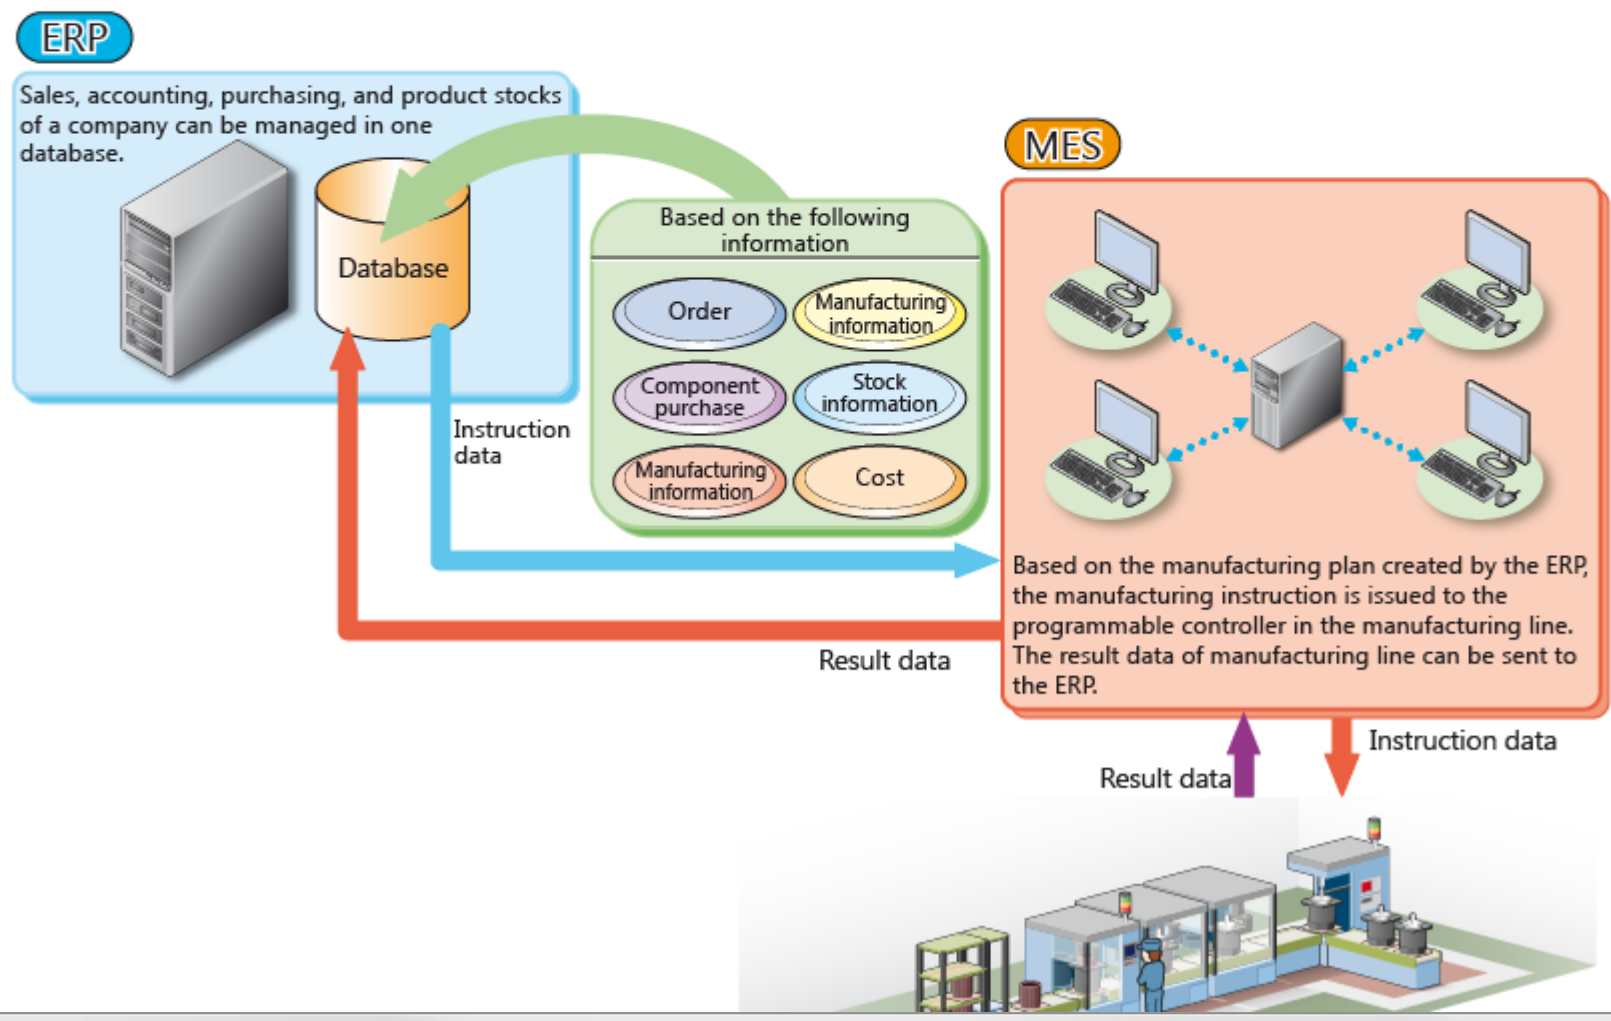 ERP
Sales, accounting, purchasing, and product stocks
of a company can be managed in one
database.
Database
Instruction
data
Based on the following
information
Order
Manufacturing
information
Component
purchase
Stock
information
Manufacturing
information
Cost
MES
Based on the manufacturing plan created by the ERP,
the manufacturing instruction is issued to the
programmable controller in the manufacturing line.
The result data of manufacturing line can be sent to
the ERP.
Result data
Instruction data
Result data